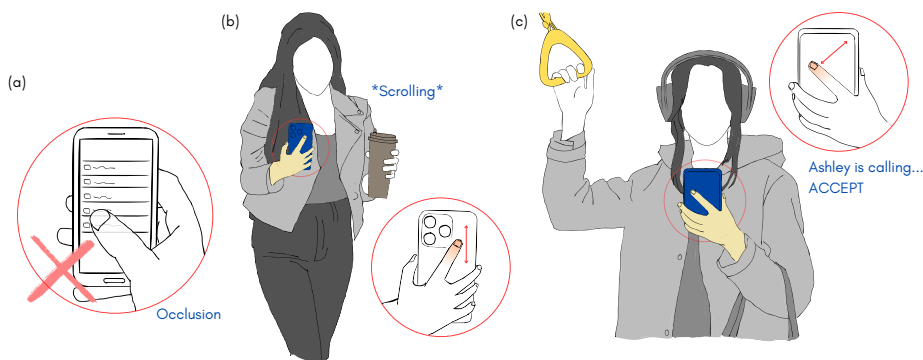 (a)
Occlusion
(b)
*Scrolling*
(c)
Ashley is calling...
ACCEPT